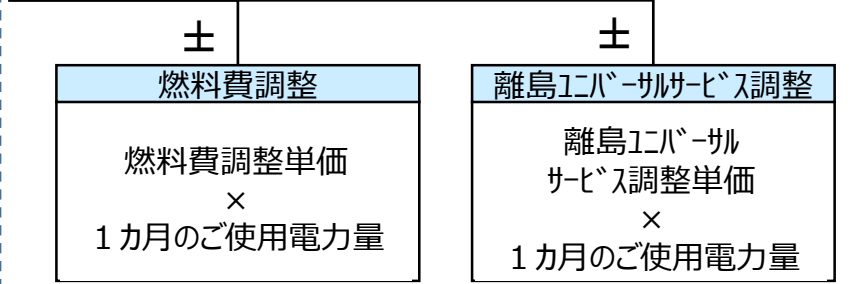 ±
燃料費調整
燃料費調整単価
×
１カ月のご使用電力量
±
離島ﾕﾆﾊﾞｰｻﾙｻｰﾋﾞｽ調整
離島ﾕﾆﾊﾞｰｻﾙ
ｻｰﾋﾞｽ調整単価
×
１カ月のご使用電力量